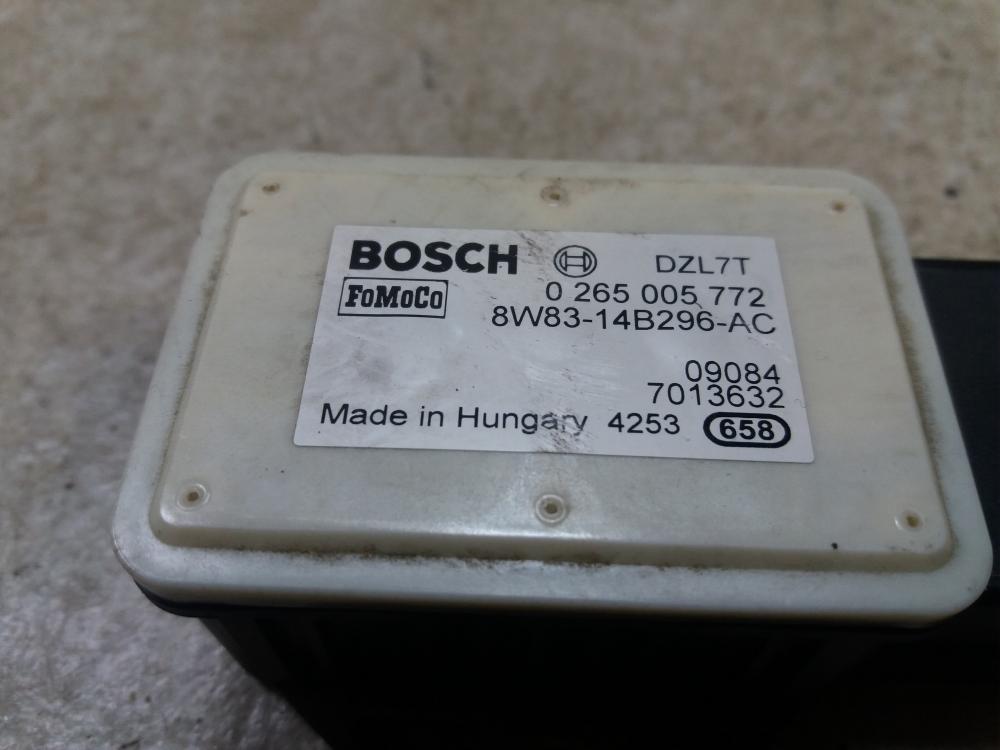 BOSCH DZL7T
FoMoCo 0 265 005 772
8W83-14B296-AC
09084
7013632
Made in Hungary 4253 658